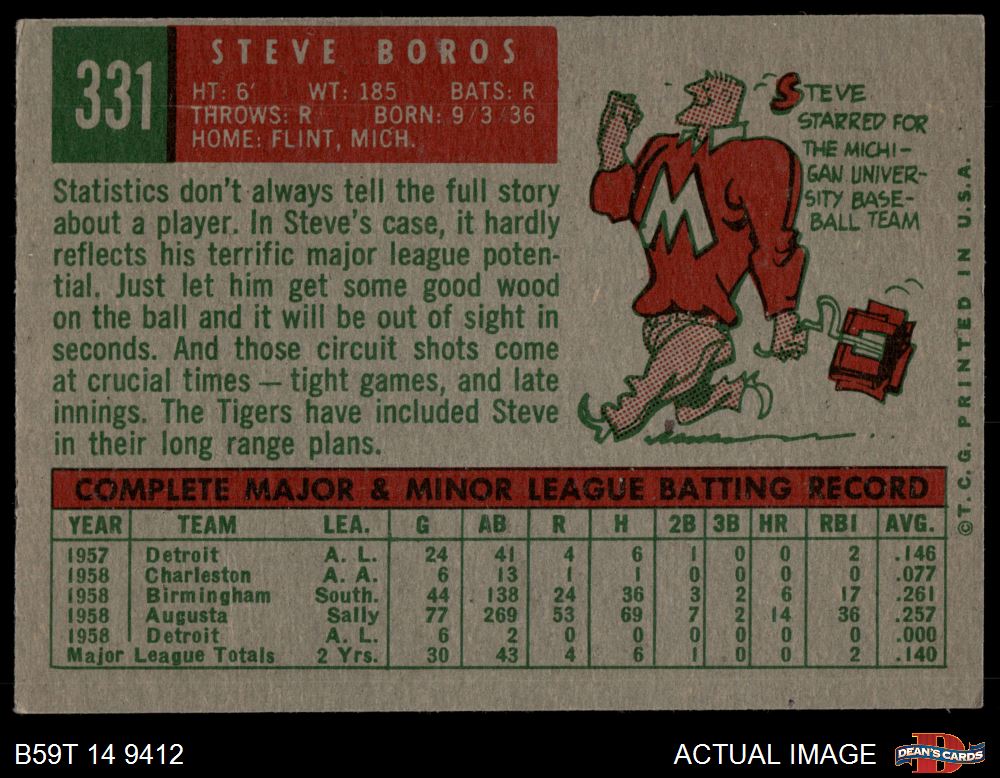 331
STEVE BOROS
HT: 6' WT: 185 BATS: R
THROWS: R BORN: 9/3/36
HOME: FLINT, MICH.
Statistics don't always tell the full story
about a player. In Steve's case, it hardly
reflects his terrific major league poten-
tial. Just let him get some good wood
on the ball and it will be out of sight in
seconds. And those circuit shots come
at crucial times — tight games, and late
innings. The Tigers have included Steve
in their long range plans.
STEVE
STARRED FOR
THE MICHI-
GAN UNIVER-
SITY BASE-
BALL TEAM
M
COMPLETE MAJOR & MINOR LEAGUE BATTING RECORD
YEAR TEAM LEA. G AB R H 2B 3B HR RBI AVG.
1957 Detroit A. L. 24 41 4 6 1 0 0 2 .146
1958 Charleston A. A. 6 13 1 1 0 0 0 0 .077
1958 Birmingham South. 44 138 24 36 3 2 6 17 .261
1958 Augusta Sally 77 269 53 69 7 2 14 36 .257
1958 Detroit A. L. 6 2 0 0 0 0 0 0 .000
Major League Totals 2 Yrs. 30 43 4 6 1 0 0 2 .140
©T.C.G. PRINTED IN U.S.A.
B59T 14 9412
ACTUAL IMAGE
D
DEAN'S CARDS